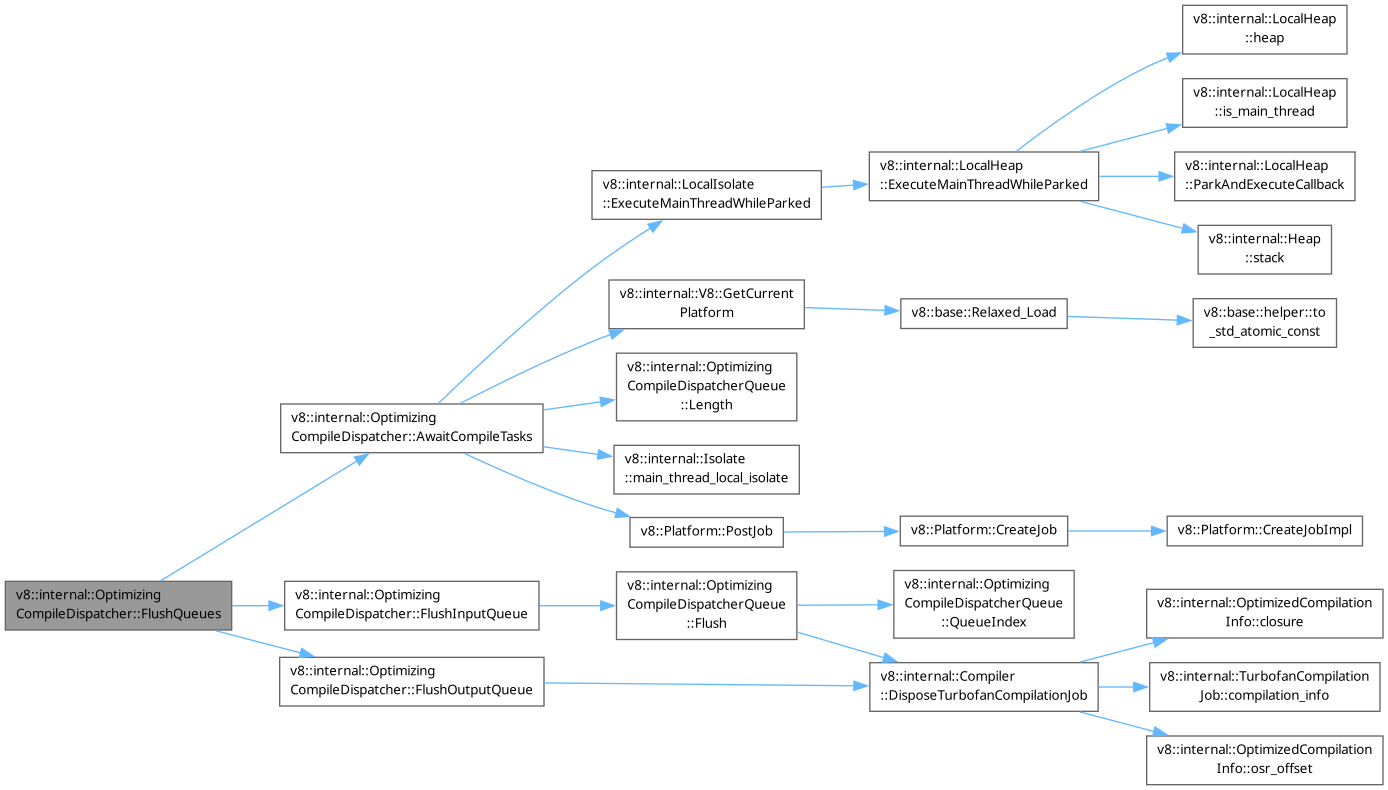 v8::internal::LocalHeap
::heap
v8::internal::LocalHeap
::is_main_thread
v8::internal::LocalIsolate
::ExecuteMainThreadWhileParked
v8::internal::LocalHeap
::ExecuteMainThreadWhileParked
v8::internal::LocalHeap
::ParkAndExecuteCallback
v8::internal::Heap
::stack
v8::internal::V8::GetCurrent
Platform
v8::base::Relaxed_Load
v8::base::helper::to
_std_atomic_const
v8::internal::Optimizing
CompileDispatcherQueue
::Length
v8::internal::Optimizing
CompileDispatcher::AwaitCompileTasks
v8::internal::Isolate
::main_thread_local_isolate
v8::Platform::PostJob
v8::Platform::CreateJob
v8::Platform::CreateJobImpl
v8::internal::Optimizing
CompileDispatcher::FlushQueues
v8::internal::Optimizing
CompileDispatcher::FlushInputQueue
v8::internal::Optimizing
CompileDispatcherQueue
::Flush
v8::internal::Optimizing
CompileDispatcherQueue
::QueueIndex
v8::internal::OptimizedCompilation
Info::closure
v8::internal::Optimizing
CompileDispatcher::FlushOutputQueue
v8::internal::Compiler
::DisposeTurbofanCompilationJob
v8::internal::TurbofanCompilation
Job::compilation_info
v8::internal::OptimizedCompilation
Info::osr_offset